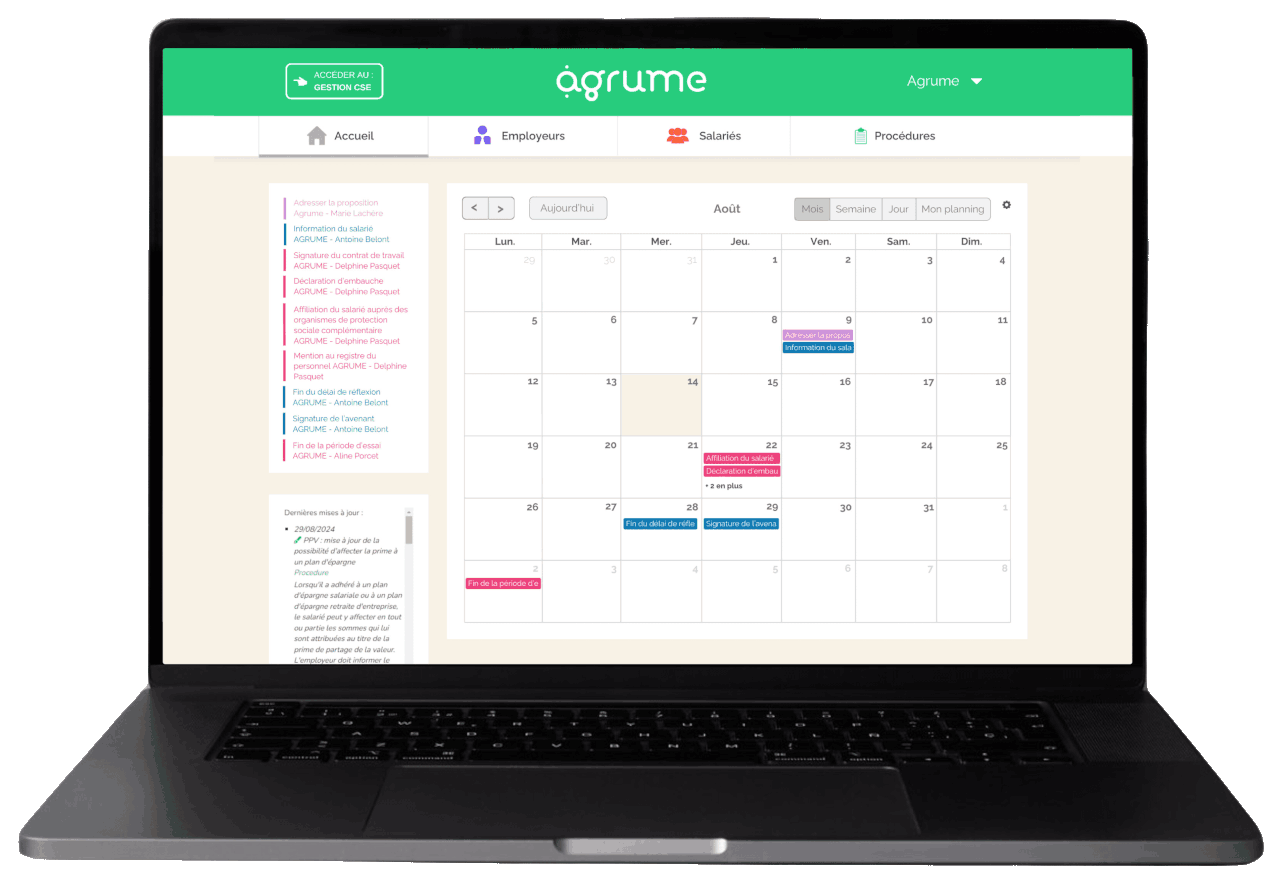 ACCÉDER AU :
GESTION CSE
agrume
Agrume
Accueil
Employeurs
Salariés
Procédures
Adresser la proposition
Agrume - Marie Lachère
Information du salarié
AGRUME - Antoine Belont
Signature du contrat de travail
AGRUME - Delphine Pasquet
Déclaration d'embauche
AGRUME - Delphine Pasquet
Affiliation du salarié auprès des
organismes de protection
sociale complémentaire
AGRUME - Delphine Pasquet
Mention au registre du
personnel AGRUME - Delphine
Pasquet
Fin du délai de réflexion
AGRUME - Antoine Belont
Signature de l'avenant
AGRUME - Antoine Belont
Fin de la période d'essai
AGRUME - Aline Porcet
Dernières mises à jour :
29/08/2024
PPV : mise à jour de la
possibilité d'affecter la prime à
un plan d'épargne
Procedure
Lorsqu'il a adhéré à un plan
d'épargne salariale ou à un plan
d'épargne retraite d'entreprise,
le salarié peut y affecter en tout
ou partie les sommes qui lui
sont attribuées au titre de la
prime de partage de la valeur.
L'employeur doit informer le
< >
Aujourd'hui
Août
Mois Semaine Jour Mon planning
Lun. Mar. Mer. Jeu. Ven. Sam. Dim.
29 30 31 1 2 3 4
5 6 7 8 9 10 11
Adresser la propos
Information du sala
12 13 14 15 16 17 18
19 20 21 22 23 24 25
Affiliation du salarié
Déclaration d'embau
+ 2 en plus
26 27 28 29 30 31 1
Fin du délai de réfle
Signature de l'avena
2 3 4 5 6 7 8
Fin de la période d'e
esc
Q W E R T
A S D F
Z X C V B N M
fn control option command
command option